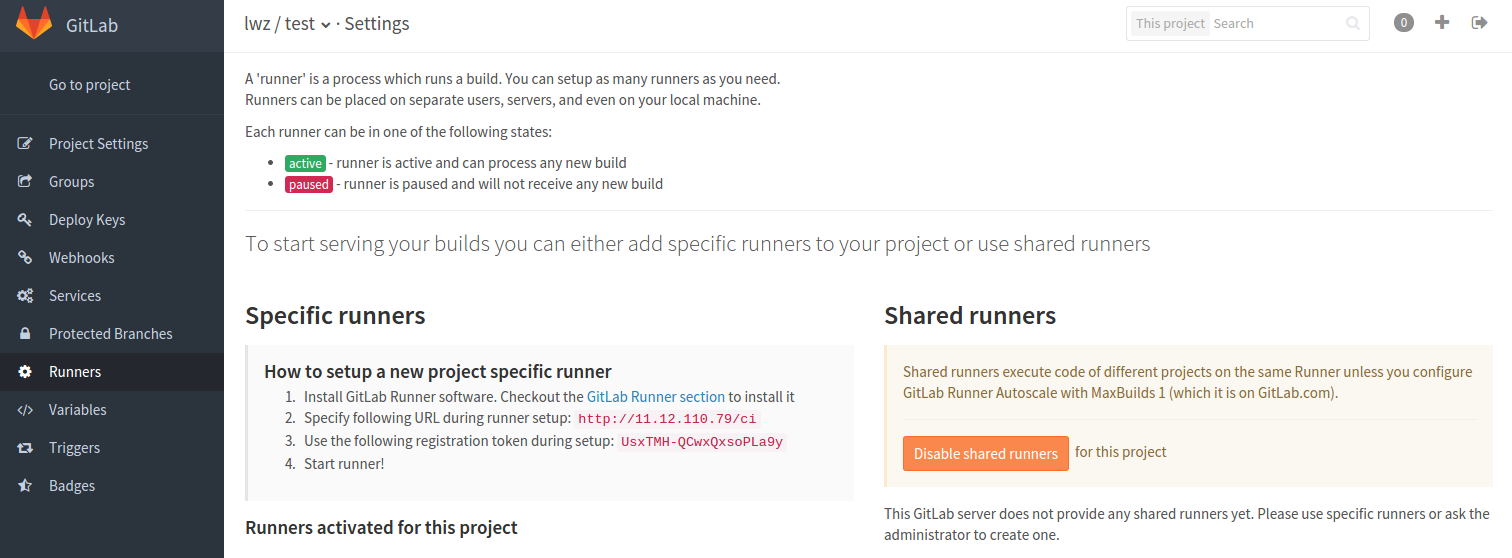 GitLab
lwz / test · Settings
This project Search
0
Go to project
Project Settings
Groups
Deploy Keys
Webhooks
Services
Protected Branches
Runners
Variables
Triggers
Badges
A 'runner' is a process which runs a build. You can setup as many runners as you need.
Runners can be placed on separate users, servers, and even on your local machine.
Each runner can be in one of the following states:
• active - runner is active and can process any new build
• paused - runner is paused and will not receive any new build
To start serving your builds you can either add specific runners to your project or use shared runners
Specific runners
How to setup a new project specific runner
1. Install GitLab Runner software. Checkout the GitLab Runner section to install it
2. Specify following URL during runner setup: http://11.12.110.79/ci
3. Use the following registration token during setup: UsxTMH-QCwxQxsoPLa9y
4. Start runner!
Runners activated for this project
Shared runners
Shared runners execute code of different projects on the same Runner unless you configure
GitLab Runner Autoscale with MaxBuilds 1 (which it is on GitLab.com).
Disable shared runners for this project
This GitLab server does not provide any shared runners yet. Please use specific runners or ask the
administrator to create one.